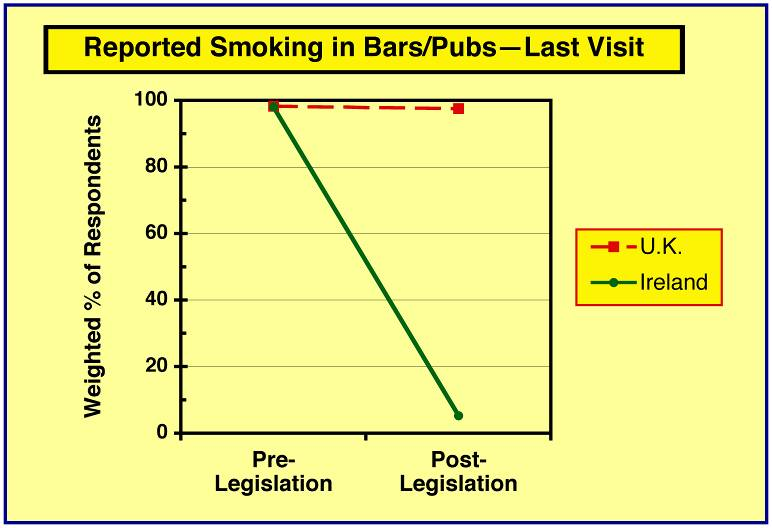 Reported Smoking in Bars/Pubs—Last Visit
Weighted % of Respondents
100
80
60
40
20
0
Pre-
Legislation
Post-
Legislation
U.K.
Ireland